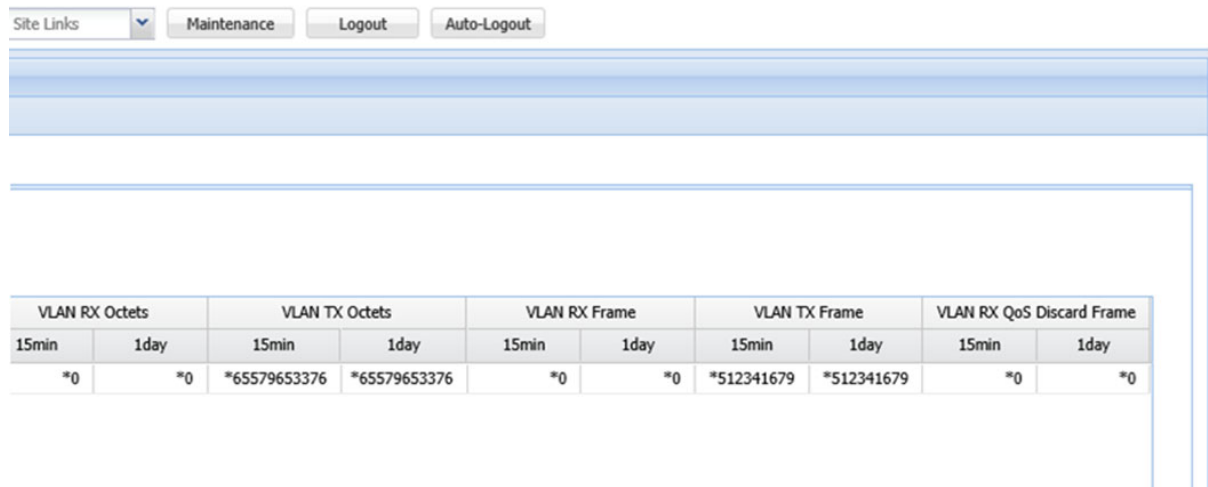 Site Links Maintenance Logout Auto-Logout
VLAN RX Octets VLAN TX Octets VLAN RX Frame VLAN TX Frame VLAN RX QoS Discard Frame
15min 1day 15min 1day 15min 1day 15min 1day 15min 1day
*0 *0 *65579653376 *65579653376 *0 *0 *512341679 *512341679 *0 *0